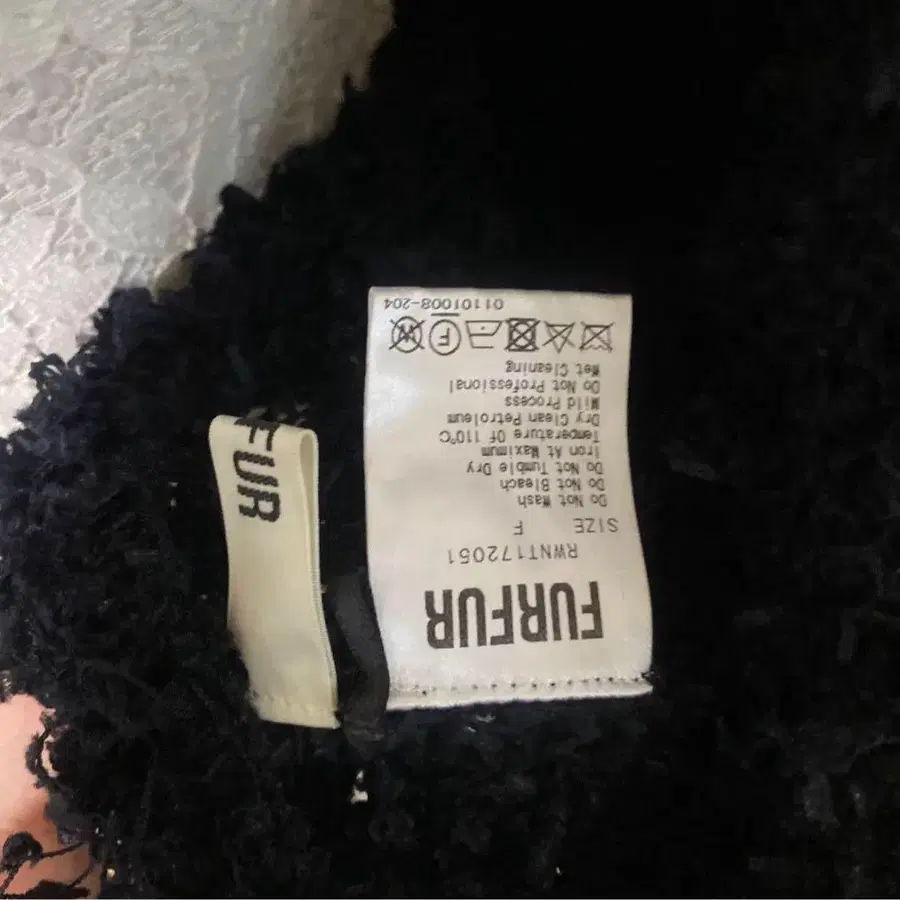 FURFUR
RWNT172051
SIZE F
Do Not Wash
Do Not Bleach
Do Not Tumble Dry
Iron At Maximum
Temperature Of 110℃
Dry Clean Petroleum
Mild Process
Do Not Professional
Wet Cleaning
F W
01101008-204
FUR